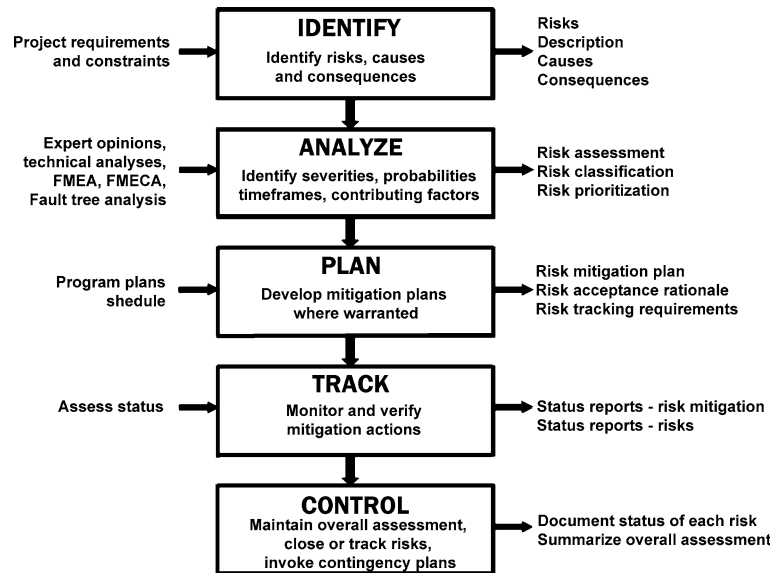 IDENTIFY
Project requirements
and constraints
Identify risks, causes
and consequences
Risks
Description
Causes
Consequences
ANALYZE
Expert opinions,
technical analyses,
FMEA, FMECA,
Fault tree analysis
Identify severities, probabilities
timeframes, contributing factors
Risk assessment
Risk classification
Risk prioritization
PLAN
Program plans
shedule
Develop mitigation plans
where warranted
Risk mitigation plan
Risk acceptance rationale
Risk tracking requirements
TRACK
Assess status
Monitor and verify
mitigation actions
Status reports - risk mitigation
Status reports - risks
CONTROL
Maintain overall assessment,
close or track risks,
invoke contingency plans
Document status of each risk
Summarize overall assessment